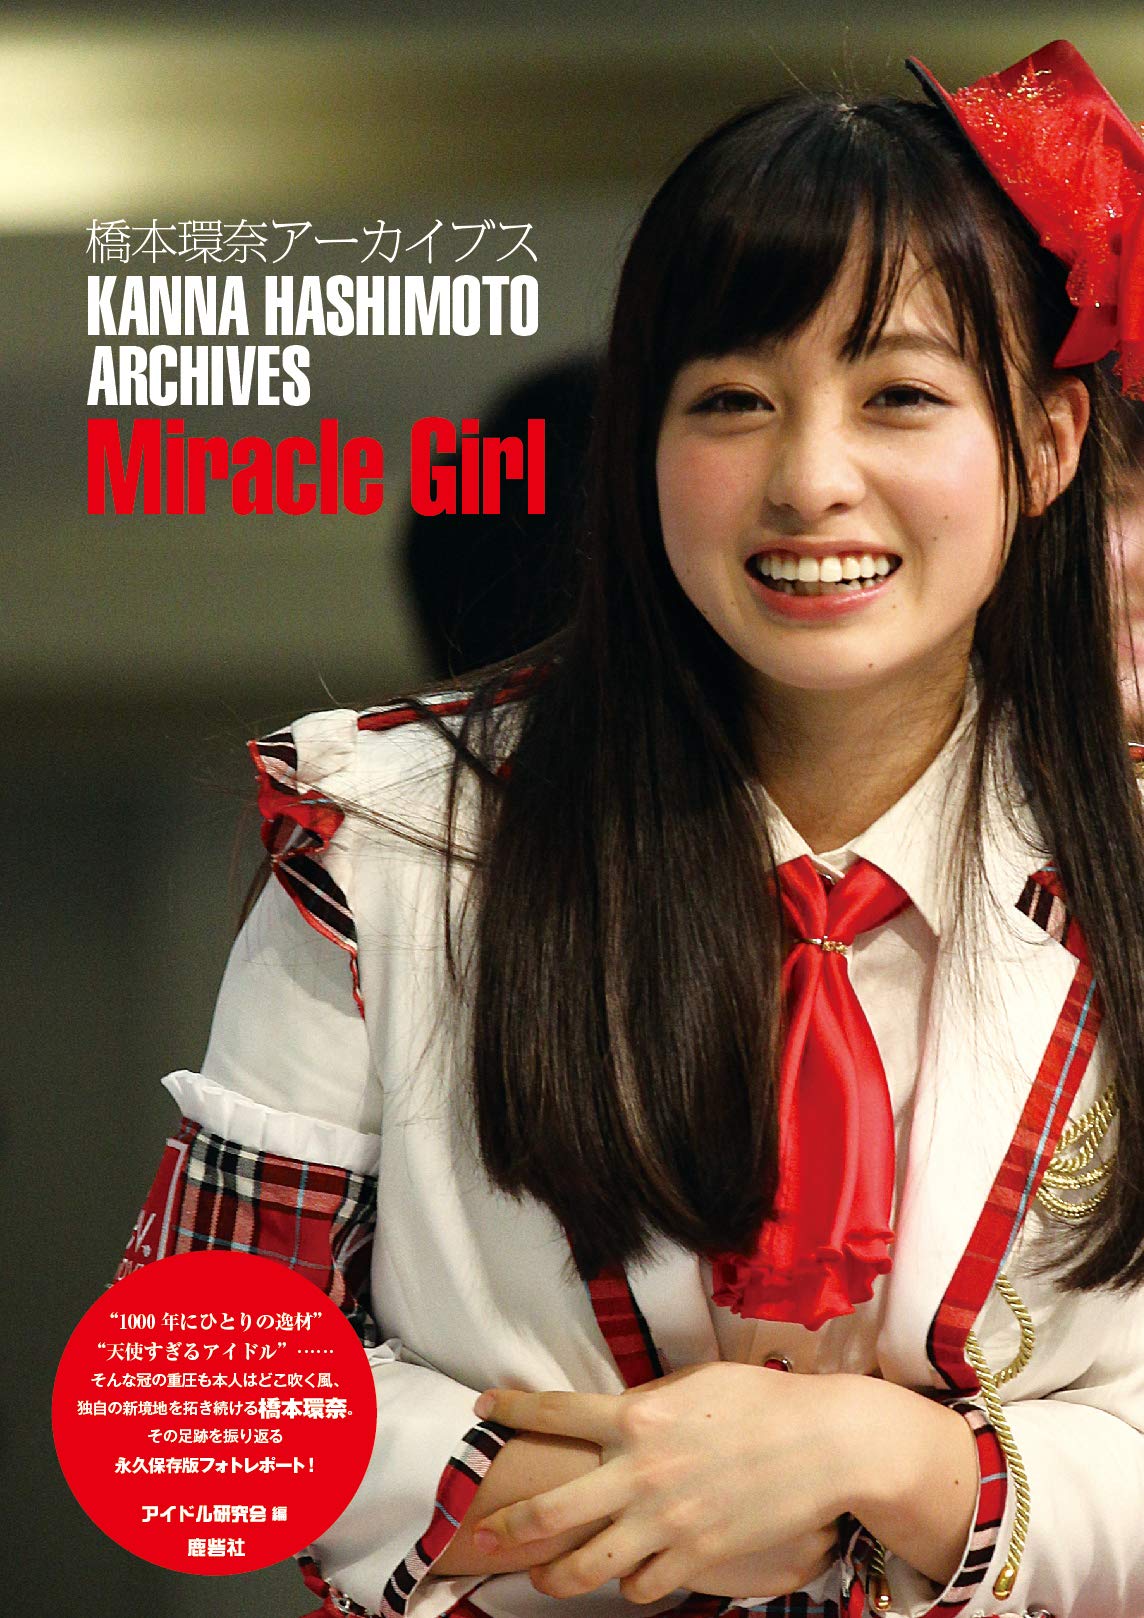 橋本環奈アーカイブス
KANNA HASHIMOTO
ARCHIVES
Miracle Girl
“1000年にひとりの逸材”
“天使すぎるアイドル”……
そんな冠の重圧も本人はどこ吹く風、
独自の新境地を拓き続ける橋本環奈。
その足跡を振り返る
永久保存版フォトレポート！
アイドル研究会 編
鹿砦社